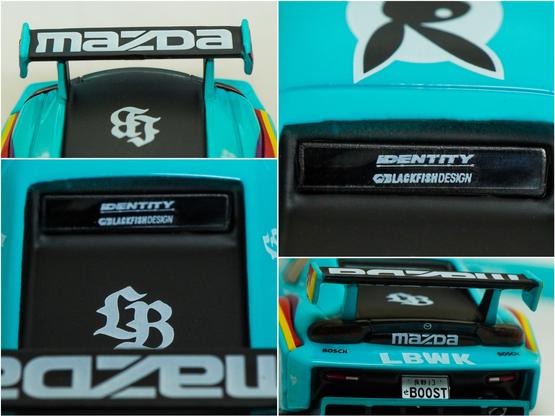 mazda
LB
IDENTITY
BLACKFISHDESIGN
IDENTITY
BLACKFISHDESIGN
LB
mazda
mazda
LB
mazda
BOSCH
BOSCH
LBWK
BOOST